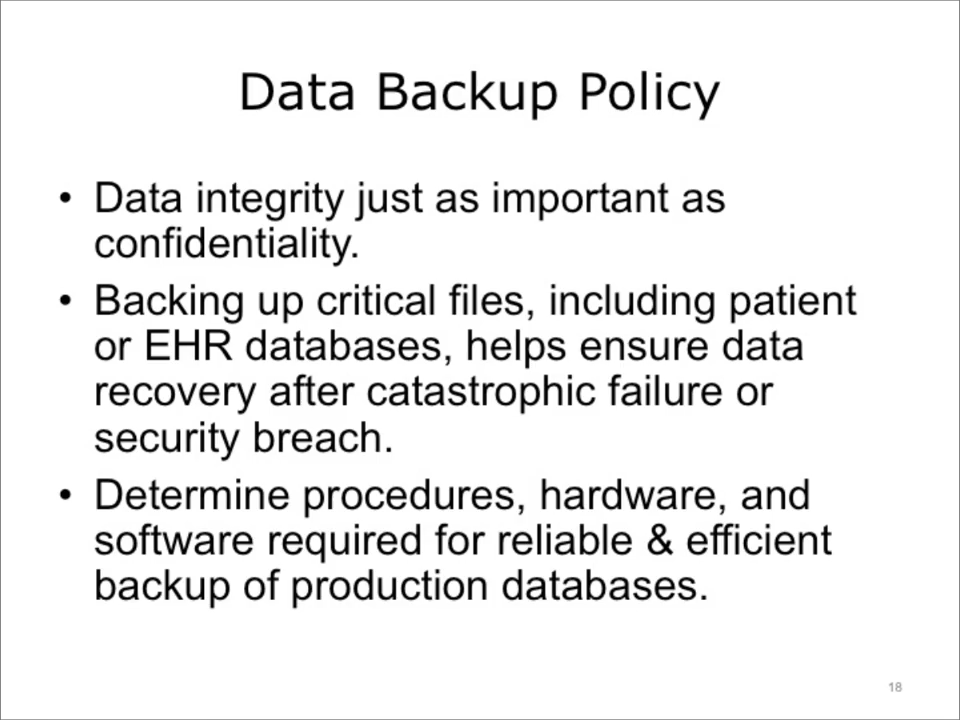 Data Backup Policy
• Data integrity just as important as
confidentiality.
• Backing up critical files, including patient
or EHR databases, helps ensure data
recovery after catastrophic failure or
security breach.
• Determine procedures, hardware, and
software required for reliable & efficient
backup of production databases.
18